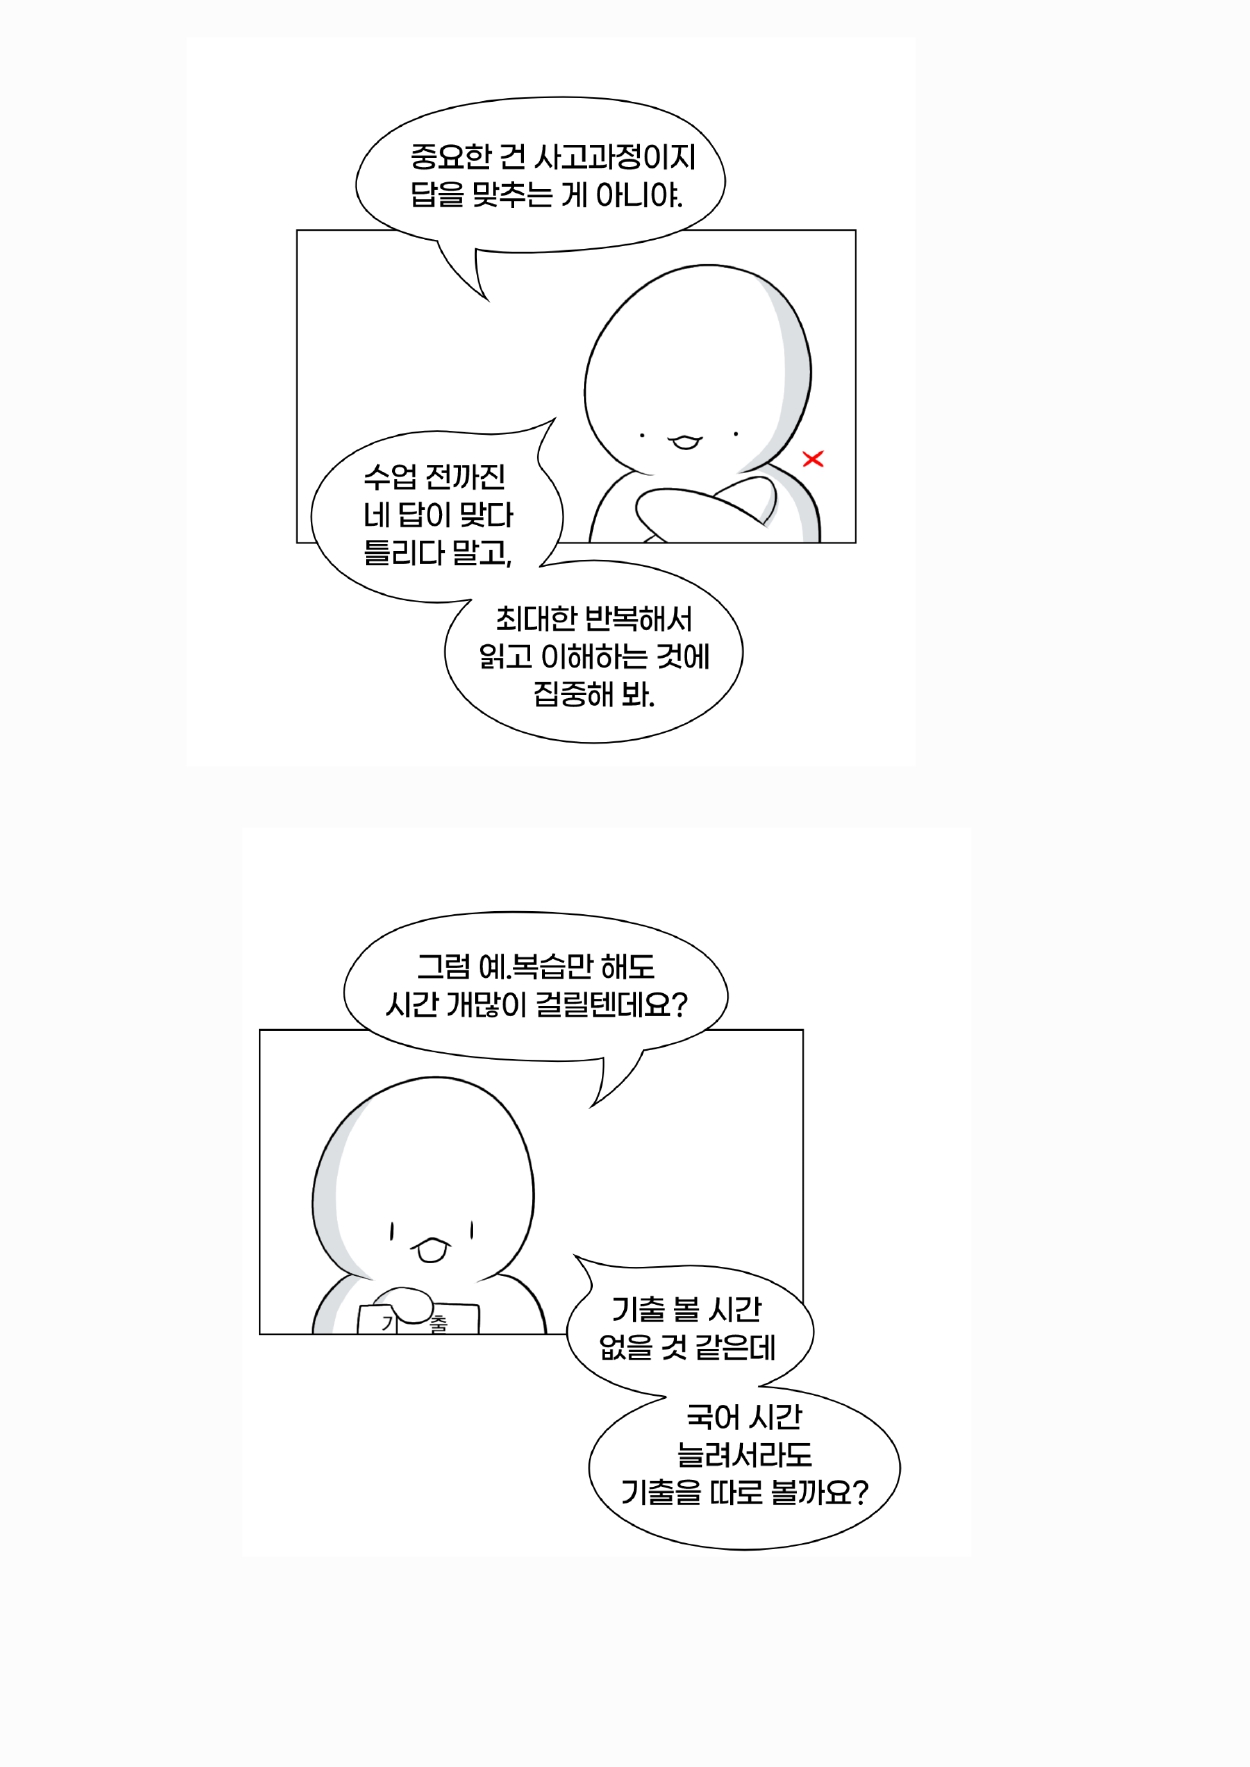 중요한 건 사고과정이지
답을 맞추는 게 아니야.
수업 전까진
네 답이 맞다
틀리다 말고,
최대한 반복해서
읽고 이해하는 것에
집중해 봐.
그럼 예.복습만 해도
시간 개많이 걸릴텐데요?
기출
기출 볼 시간
없을 것 같은데
국어 시간
늘려서라도
기출을 따로 볼까요?